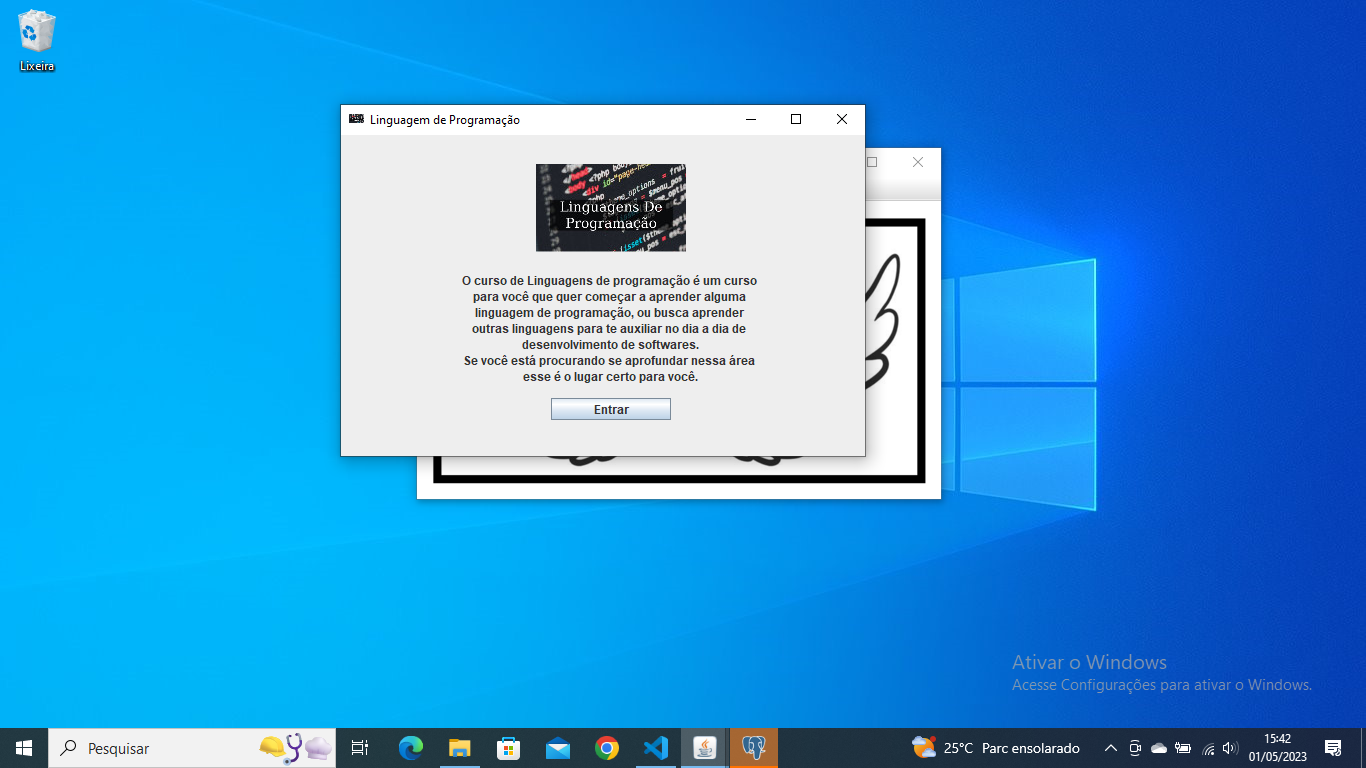 Lixeira
Linguagem de Programação
Linguagens De
Programação
O curso de Linguagens de programação é um curso
para você que quer começar a aprender alguma
linguagem de programação, ou busca aprender
outras linguagens para te auxiliar no dia a dia de
desenvolvimento de softwares.
Se você está procurando se aprofundar nessa área
esse é o lugar certo para você.
Entrar
Ativar o Windows
Acesse Configurações para ativar o Windows.
Pesquisar
25°C Parc ensolarado
15:42
01/05/2023